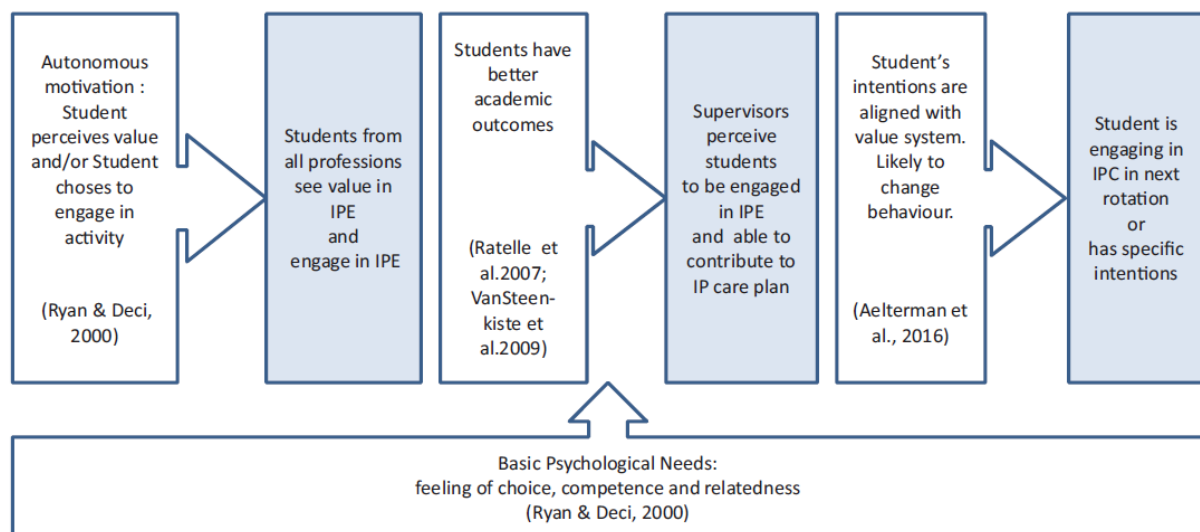 Autonomous
motivation :
Student
perceives value
and/or Student
choses to
engage in
activity
(Ryan & Deci,
2000)
Students from
all professions
see value in
IPE
and
engage in IPE
Students have
better
academic
outcomes
(Ratelle et
al.2007;
VanSteen-
kiste et
al.2009)
Supervisors
perceive
students
to be engaged
in IPE
and able to
contribute to
IP care plan
Student’s
intentions are
aligned with
value system.
Likely to
change
behaviour.
(Aelterman et
al., 2016)
Student is
engaging in
IPC in next
rotation
or
has specific
intentions
Basic Psychological Needs:
feeling of choice, competence and relatedness
(Ryan & Deci, 2000)